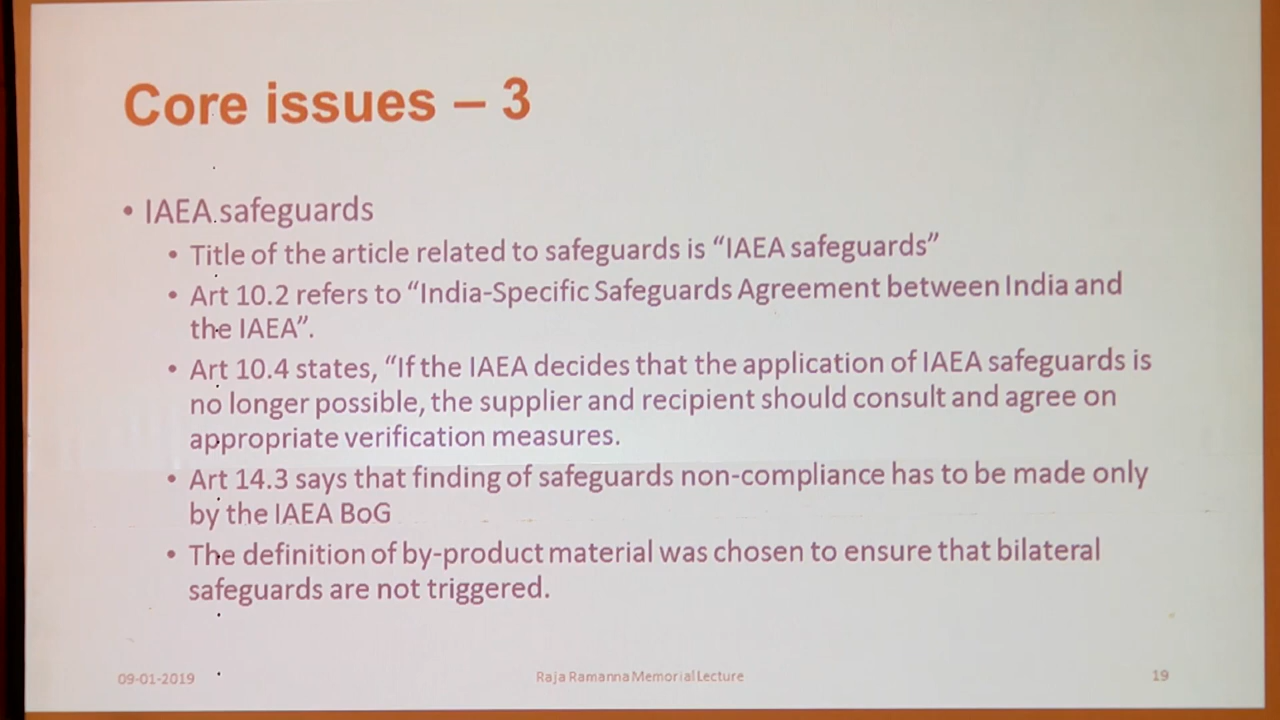 Core issues – 3
• IAEA safeguards
• Title of the article related to safeguards is “IAEA safeguards”
• Art 10.2 refers to “India-Specific Safeguards Agreement between India and
the IAEA”.
• Art 10.4 states, “If the IAEA decides that the application of IAEA safeguards is
no longer possible, the supplier and recipient should consult and agree on
appropriate verification measures.
• Art 14.3 says that finding of safeguards non-compliance has to be made only
by the IAEA BoG
• The definition of by-product material was chosen to ensure that bilateral
safeguards are not triggered.
09-01-2019 Raja Ramanna Memorial Lecture 19